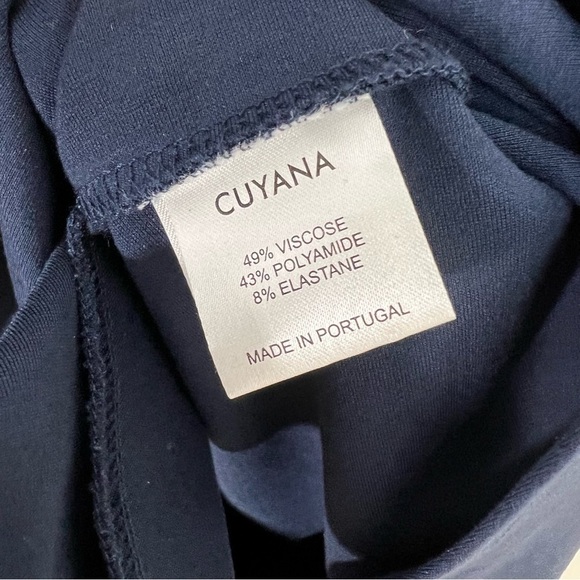 CUYANA
49% VISCOSE
43% POLYAMIDE
8% ELASTANE
MADE IN PORTUGAL